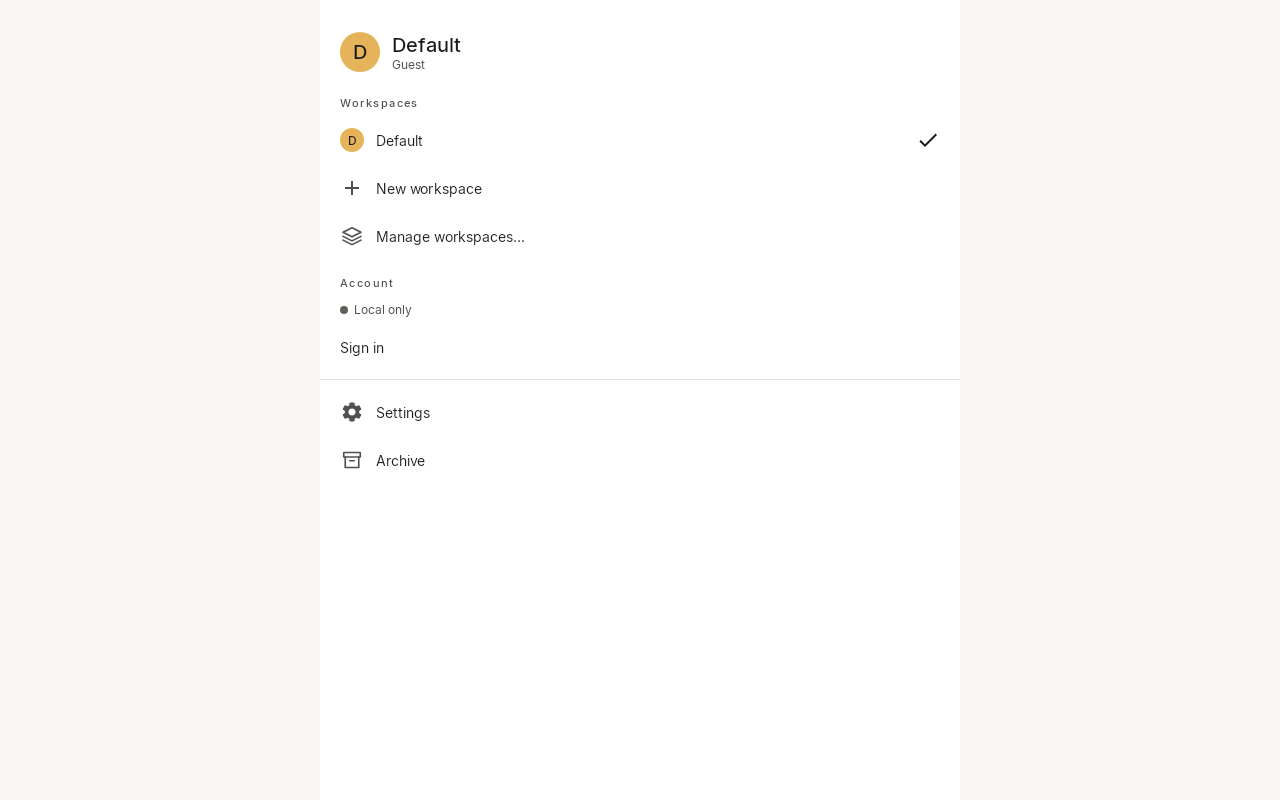 D
Default
Guest
Workspaces
D Default
New workspace
Manage workspaces...
Account
Local only
Sign in
Settings
Archive